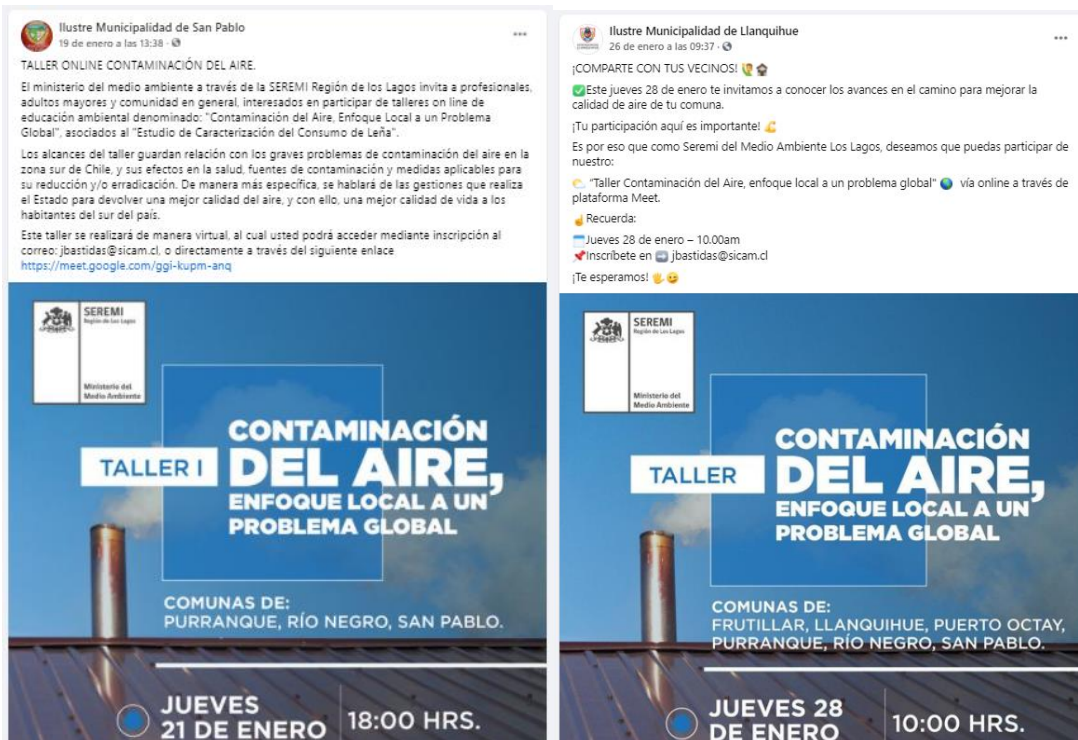 Ilustre Municipalidad de San Pablo
19 de enero a las 13:38 ·
TALLER ONLINE CONTAMINACIÓN DEL AIRE.
El ministerio del medio ambiente a través de la SEREMI Región de los Lagos invita a profesionales,
adultos mayores y comunidad en general, interesados en participar de talleres on line de
educación ambiental denominado: "Contaminación del Aire, Enfoque Local a un Problema
Global", asociados al "Estudio de Caracterización del Consumo de Leña".
Los alcances del taller guardan relación con los graves problemas de contaminación del aire en la
zona sur de Chile, y sus efectos en la salud, fuentes de contaminación y medidas aplicables para
su reducción y/o erradicación. De manera más específica, se hablará de las gestiones que realiza
el Estado para devolver una mejor calidad del aire, y con ello, una mejor calidad de vida a los
habitantes del sur del país.
Este taller se realizará de manera virtual, al cual usted podrá acceder mediante inscripción al
correo: jbastidas@sicam.cl, o directamente a través del siguiente enlace
https://meet.google.com/ggi-kupm-anq
SEREMI
Región de Los Lagos
Ministerio del
Medio Ambiente
TALLER I
CONTAMINACIÓN
DEL AIRE,
ENFOQUE LOCAL A UN
PROBLEMA GLOBAL
COMUNAS DE:
PURRANQUE, RÍO NEGRO, SAN PABLO.
JUEVES
21 DE ENERO
18:00 HRS.
Ilustre Municipalidad de Llanquihue
26 de enero a las 09:37 ·
¡COMPARTE CON TUS VECINOS!
Este jueves 28 de enero te invitamos a conocer los avances en el camino para mejorar la
calidad de aire de tu comuna.
¡Tu participación aquí es importante!
Es por eso que como Seremi del Medio Ambiente Los Lagos, deseamos que puedas participar de
nuestro:
"Taller Contaminación del Aire, enfoque local a un problema global" vía online a través de
plataforma Meet.
Recuerda:
Jueves 28 de enero – 10.00am
Inscríbete en jbastidas@sicam.cl
¡Te esperamos!
SEREMI
Región de Los Lagos
Ministerio del
Medio Ambiente
TALLER
CONTAMINACIÓN
DEL AIRE,
ENFOQUE LOCAL A UN
PROBLEMA GLOBAL
COMUNAS DE:
FRUTILLAR, LLANQUIHUE, PUERTO OCTAY,
PURRANQUE, RÍO NEGRO, SAN PABLO.
JUEVES 28
DE ENERO
10:00 HRS.